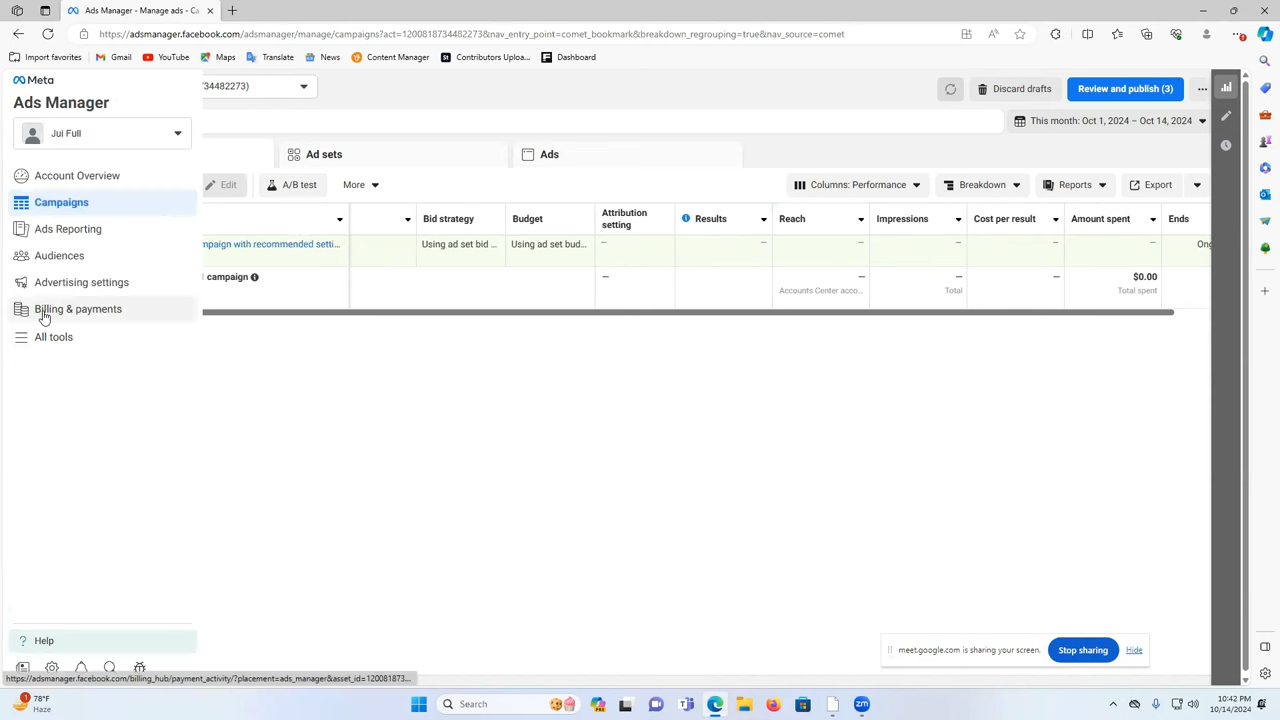 Ads Manager - Manage ads - Ca
https://adsmanager.facebook.com/adsmanager/manage/campaigns?act=1200818734482273&nav_entry_point=comet_bookmark&breakdown_regrouping=true&nav_source=comet
Import favorites Gmail YouTube Maps Translate News Content Manager Contributors Uploa... Dashboard
Meta
Ads Manager
34482273) Discard drafts Review and publish (3)
This month: Oct 1, 2024 – Oct 14, 2024
Jui Full
Ad sets Ads
Account Overview
Edit A/B test More Columns: Performance Breakdown Reports Export
Campaigns
Bid strategy Budget Attribution setting Results Reach Impressions Cost per result Amount spent Ends
Ads Reporting
mpaign with recommended setti... Using ad set bid ... Using ad set bud... — — — — — — Ong
Audiences
campaign — — — — $0.00
Advertising settings
Accounts Center acco... Total Total spent
Billing & payments
All tools
Help
meet.google.com is sharing your screen. Stop sharing Hide
https://adsmanager.facebook.com/billing_hub/payment_activity/?placement=ads_manager&asset_id=120081873...
78°F
Haze
Search
10:42 PM
10/14/2024